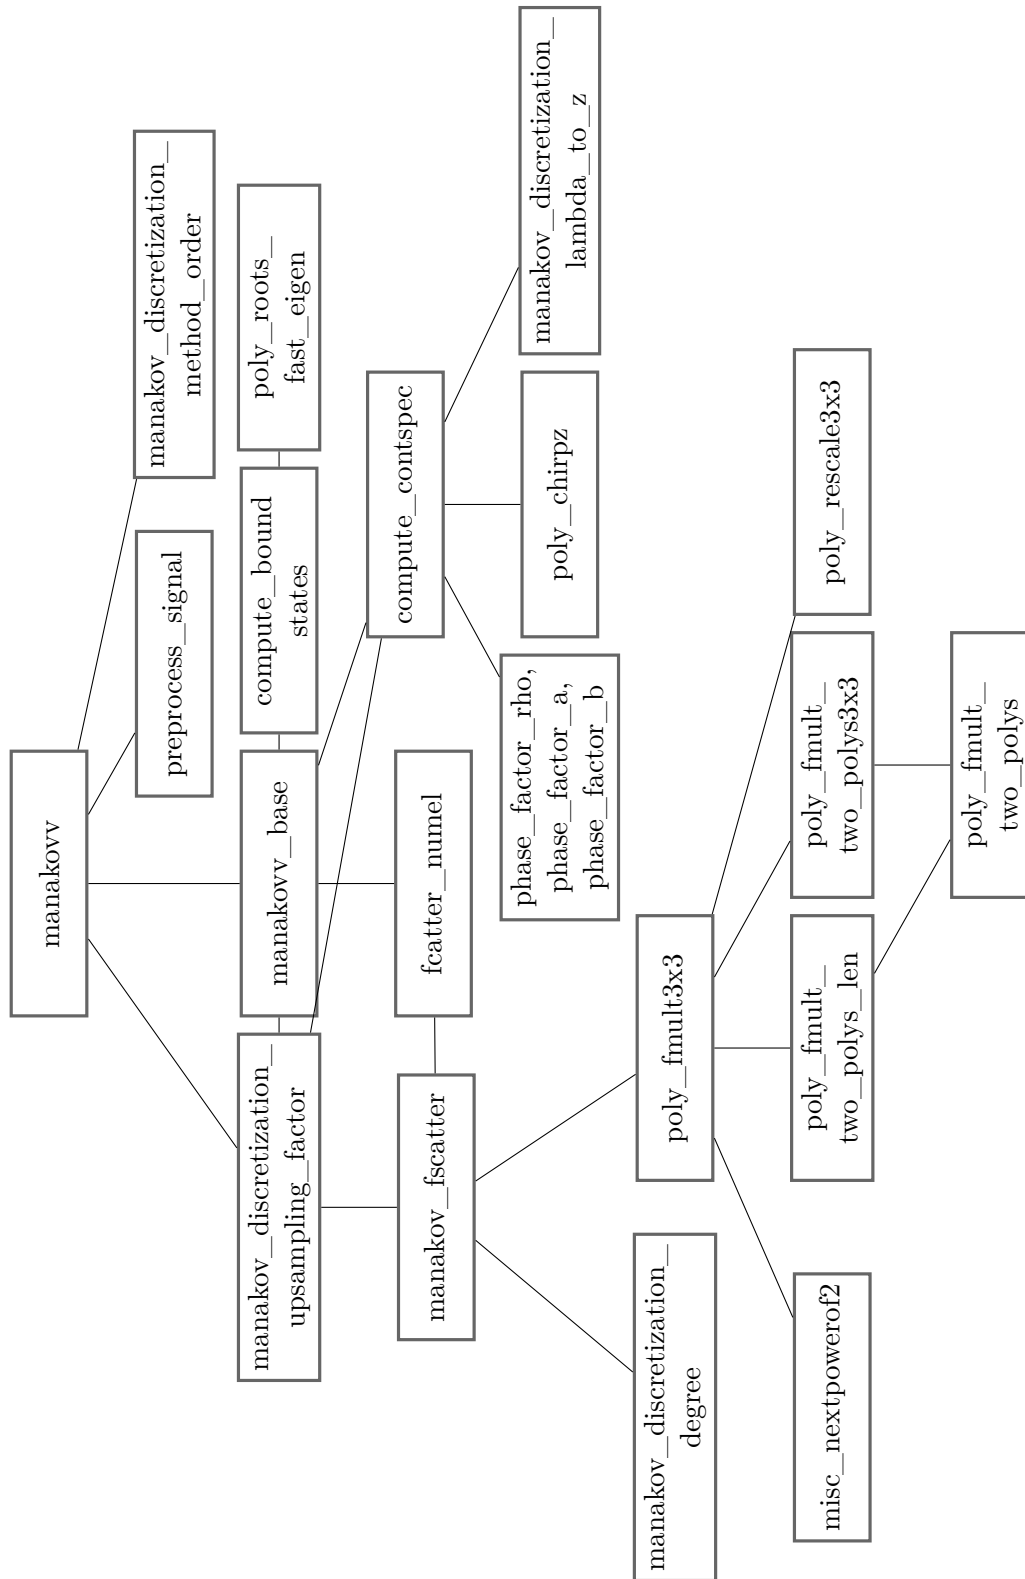 manakovv
manakov_discretization_
method_order
preprocess_signal
manakov_discretization_
upsampling_factor
manakovv_base
compute_bound
states
poly_roots_
fast_eigen
manakov_fscatter
fcatter_numel
compute_contspec
phase_factor_rho,
phase_factor_a,
phase_factor_b
poly_chirpz
manakov_discretization_
lambda_to_z
manakov_discretization_
degree
poly_fmult3x3
misc_nextpowerof2
poly_fmult_
two_polys_len
poly_fmult_
two_polys3x3
poly_rescale3x3
poly_fmult_
two_polys